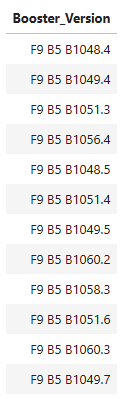 Booster_Version
F9 B5 B1048.4
F9 B5 B1049.4
F9 B5 B1051.3
F9 B5 B1056.4
F9 B5 B1048.5
F9 B5 B1051.4
F9 B5 B1049.5
F9 B5 B1060.2
F9 B5 B1058.3
F9 B5 B1051.6
F9 B5 B1060.3
F9 B5 B1049.7